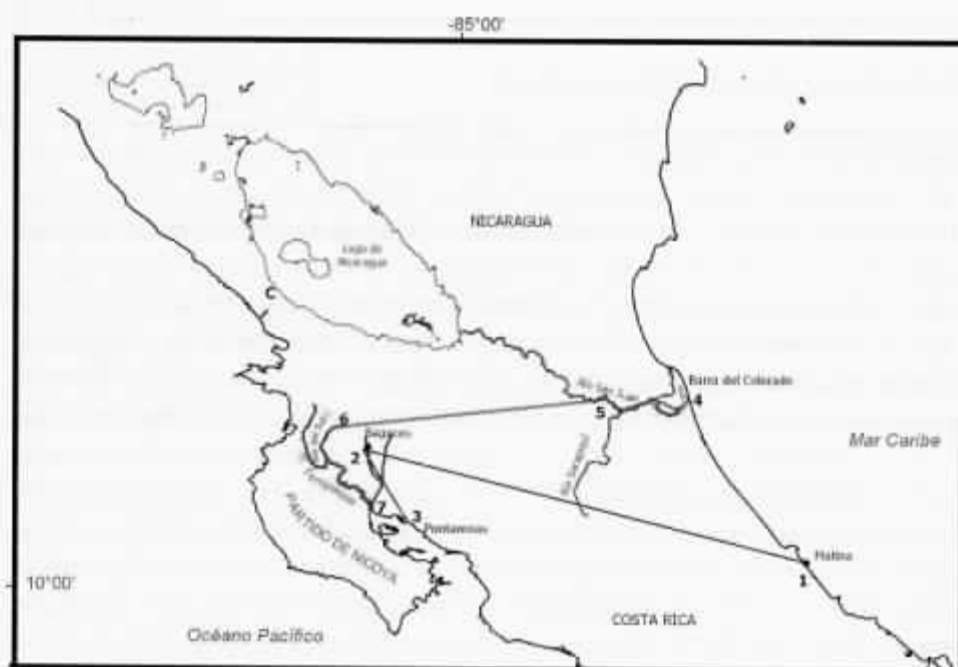 -85°00'
NICARAGUA
Lago de
Nicaragua
Río San Juan
Barra del Colorado
5
4
6
Mar Caribe
Bagaces
2
Río Sarapiquí
7
3
Puntarenas
PARTIDO DE NICOYA
Matina
1
10°00'
COSTA RICA
Océano Pacífico